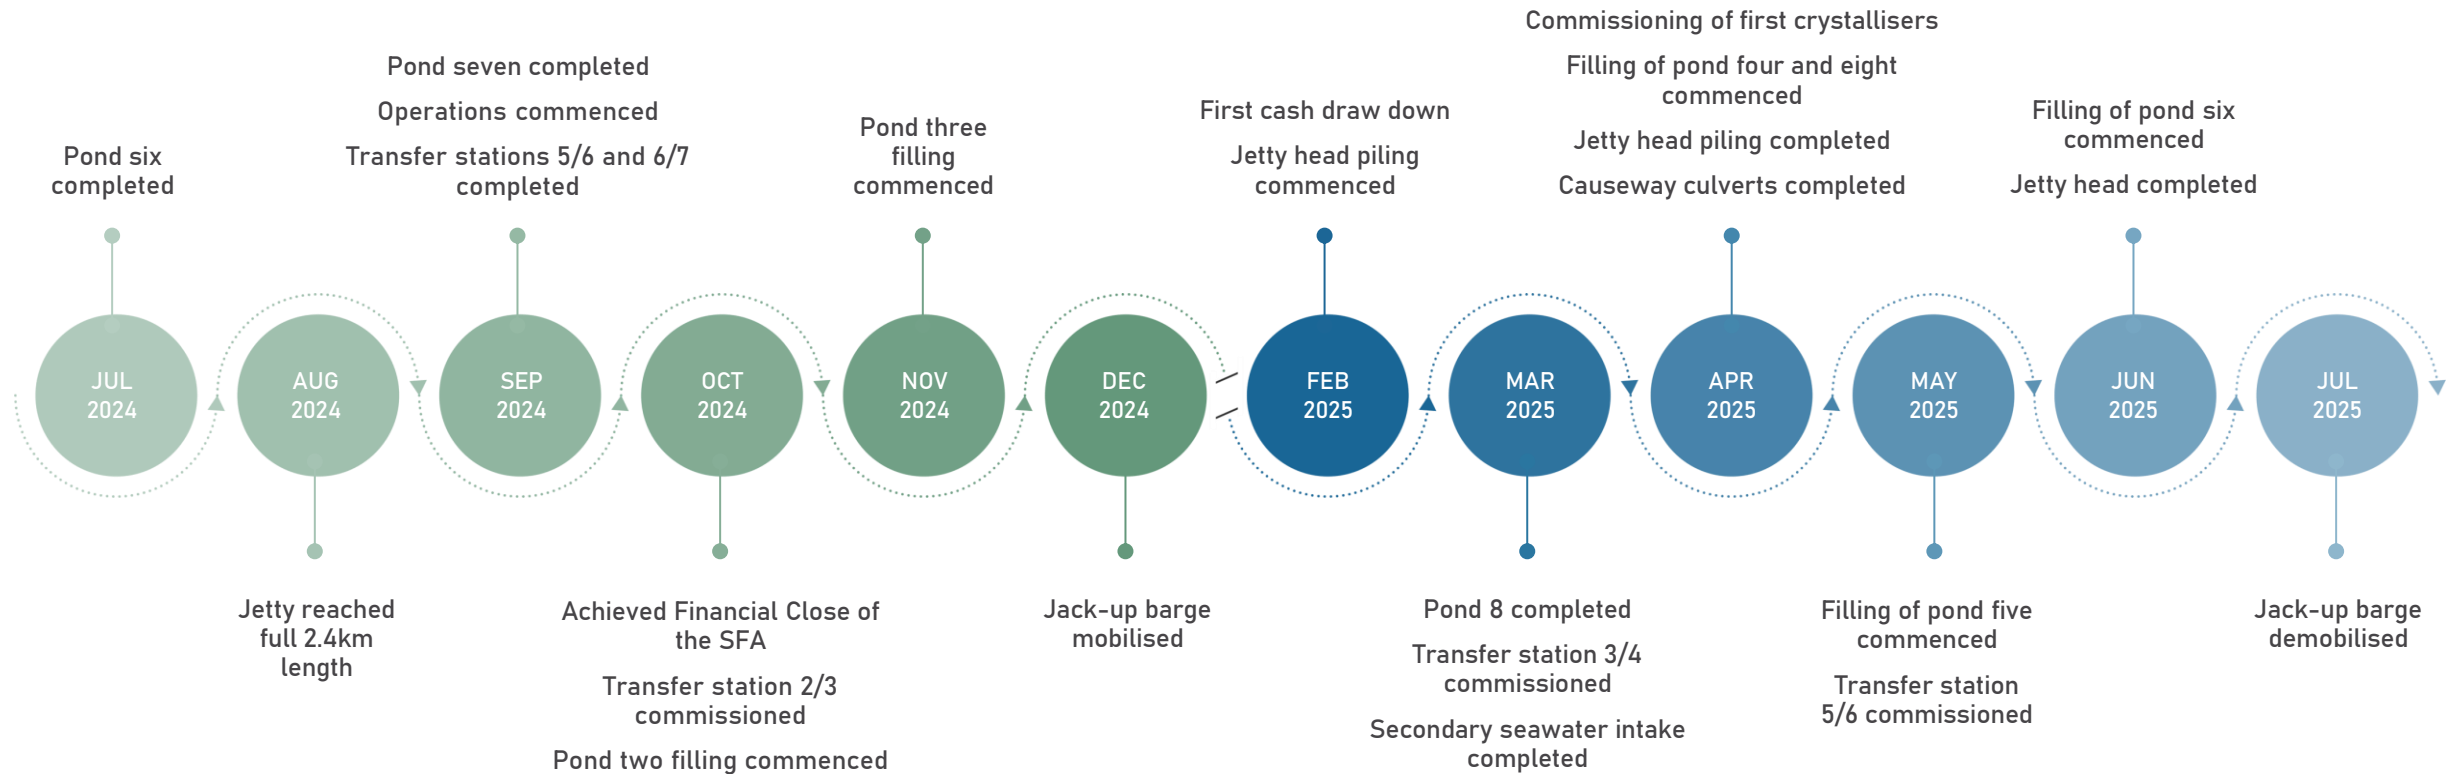 Pond six
completed
JUL
2024
AUG
2024
Jetty reached
full 2.4km
length
Pond seven completed
Operations commenced
Transfer stations 5/6 and 6/7
completed
SEP
2024
OCT
2024
Achieved Financial Close of
the SFA
Transfer station 2/3
commissioned
Pond two filling commenced
Pond three
filling
commenced
NOV
2024
DEC
2024
Jack-up barge
mobilised
First cash draw down
Jetty head piling
commenced
FEB
2025
MAR
2025
Pond 8 completed
Transfer station 3/4
commissioned
Secondary seawater intake
completed
Commissioning of first crystallisers
Filling of pond four and eight
commenced
Jetty head piling completed
Causeway culverts completed
APR
2025
MAY
2025
Filling of pond five
commenced
Transfer station
5/6 commissioned
Filling of pond six
commenced
Jetty head completed
JUN
2025
JUL
2025
Jack-up barge
demobilised